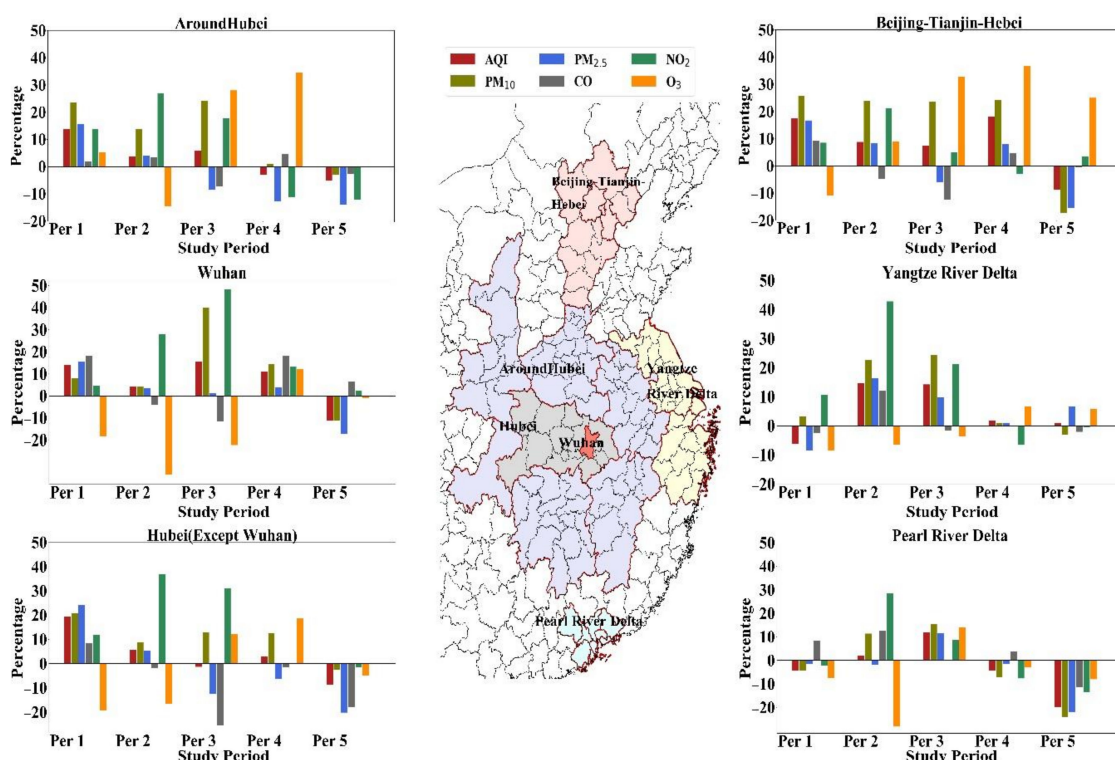 AroundHubei
50
40
30
20
10
0
−10
−20
Percentage
Per 1 Per 2 Per 3 Per 4 Per 5
Study Period
Wuhan
50
40
30
20
10
0
−10
−20
Percentage
Per 1 Per 2 Per 3 Per 4 Per 5
Study Period
Hubei(Except Wuhan)
50
40
30
20
10
0
−10
−20
Percentage
Per 1 Per 2 Per 3 Per 4 Per 5
Study Period
AQI PM2.5 NO2
PM10 CO O3
Beijing-Tianjin-
Hebei
AroundHubei
Yangtze
River Delta
Hubei
Wuhan
Pearl River Delta
Beijing-Tianjin-Hebei
50
40
30
20
10
0
−10
−20
Percentage
Per 1 Per 2 Per 3 Per 4 Per 5
Study Period
Yangtze River Delta
50
40
30
20
10
0
−10
−20
Percentage
Per 1 Per 2 Per 3 Per 4 Per 5
Study Period
Pearl River Delta
50
40
30
20
10
0
−10
−20
Percentage
Per 1 Per 2 Per 3 Per 4 Per 5
Study Period